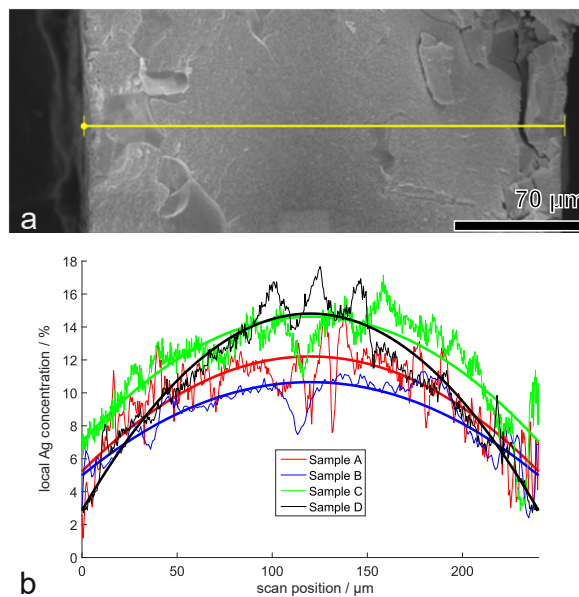 70 µm
a
18
16
14
12
10
8
6
4
2
0
local Ag concentration / %
Sample A
Sample B
Sample C
Sample D
0
50
100
150
200
scan position / µm
b